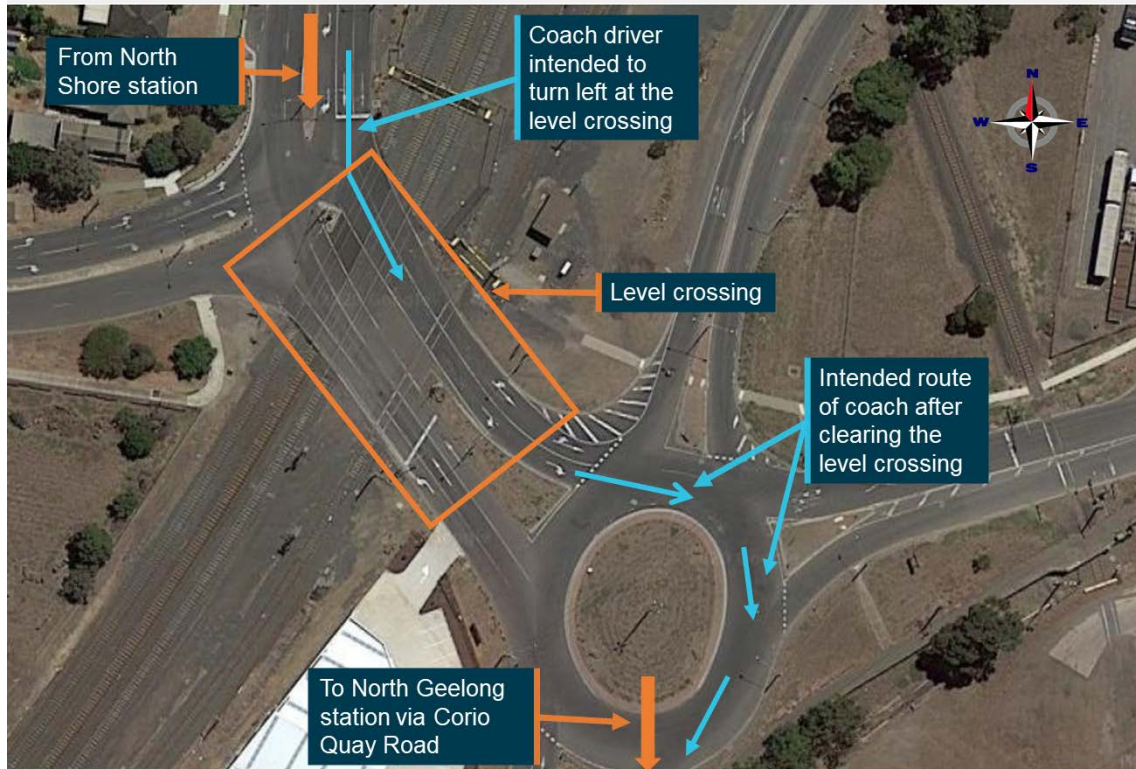 From North
Shore station
Coach driver
intended to
turn left at the
level crossing
N
W
E
S
Level crossing
Intended route
of coach after
clearing the
level crossing
To North Geelong
station via Corio
Quay Road